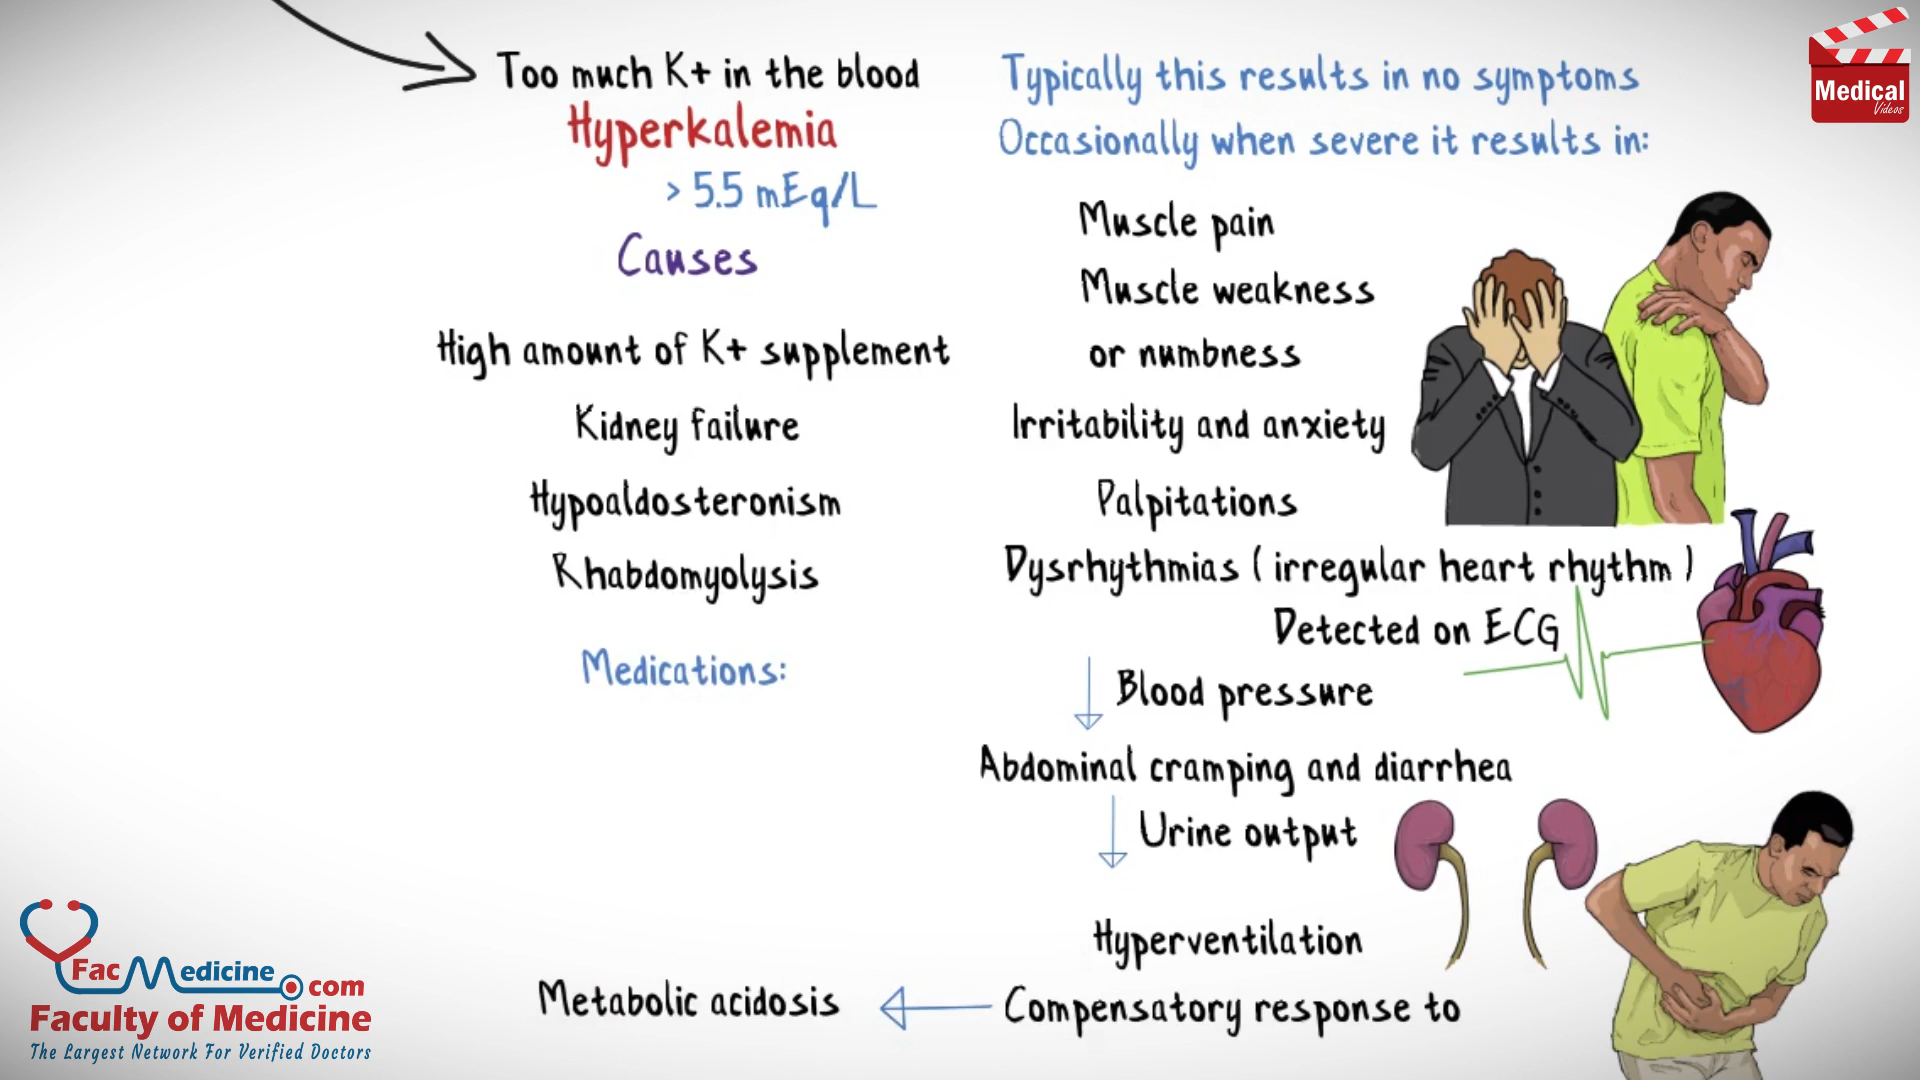 Too much K+ in the blood
Hyperkalemia
> 5.5 mEq/L
Causes
High amount of K+ supplement
Kidney failure
Hypoaldosteronism
Rhabdomyolysis
Medications:
Typically this results in no symptoms
Occasionally when severe it results in:
Muscle pain
Muscle weakness
or numbness
Irritability and anxiety
Palpitations
Dysrhythmias ( irregular heart rhythm )
Detected on ECG
Blood pressure
Abdominal cramping and diarrhea
Urine output
Hyperventilation
Compensatory response to
Metabolic acidosis
Medical
Videos
FacMedicine.com
Faculty of Medicine
The Largest Network For Verified Doctors